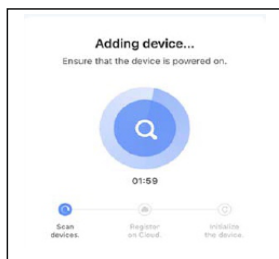 Adding device...
Ensure that the device is powered on.
01:59
Scan
devices.
Register
on Cloud.
Initialize
the device.